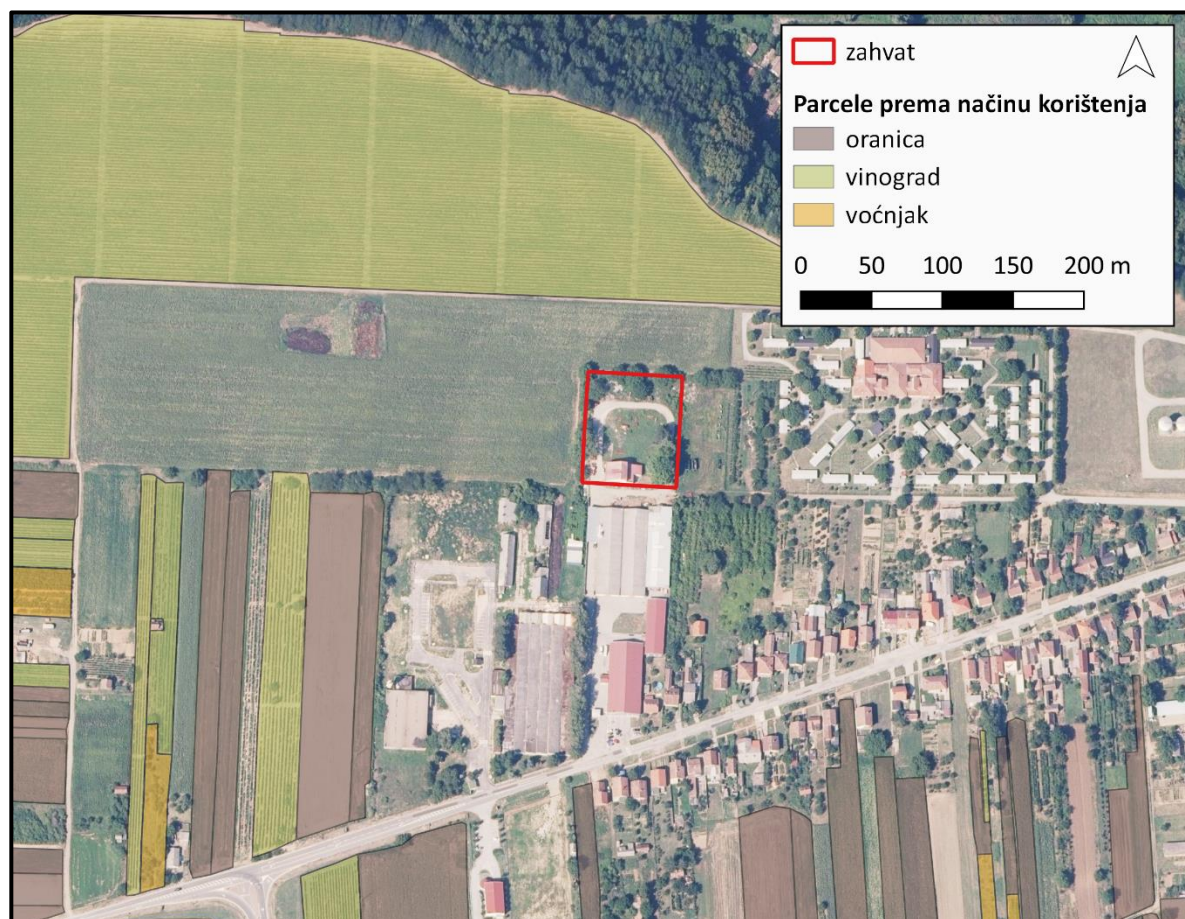 zahvat
Parcele prema načinu korištenja
oranica
vinograd
voćnjak
0 50 100 150 200 m